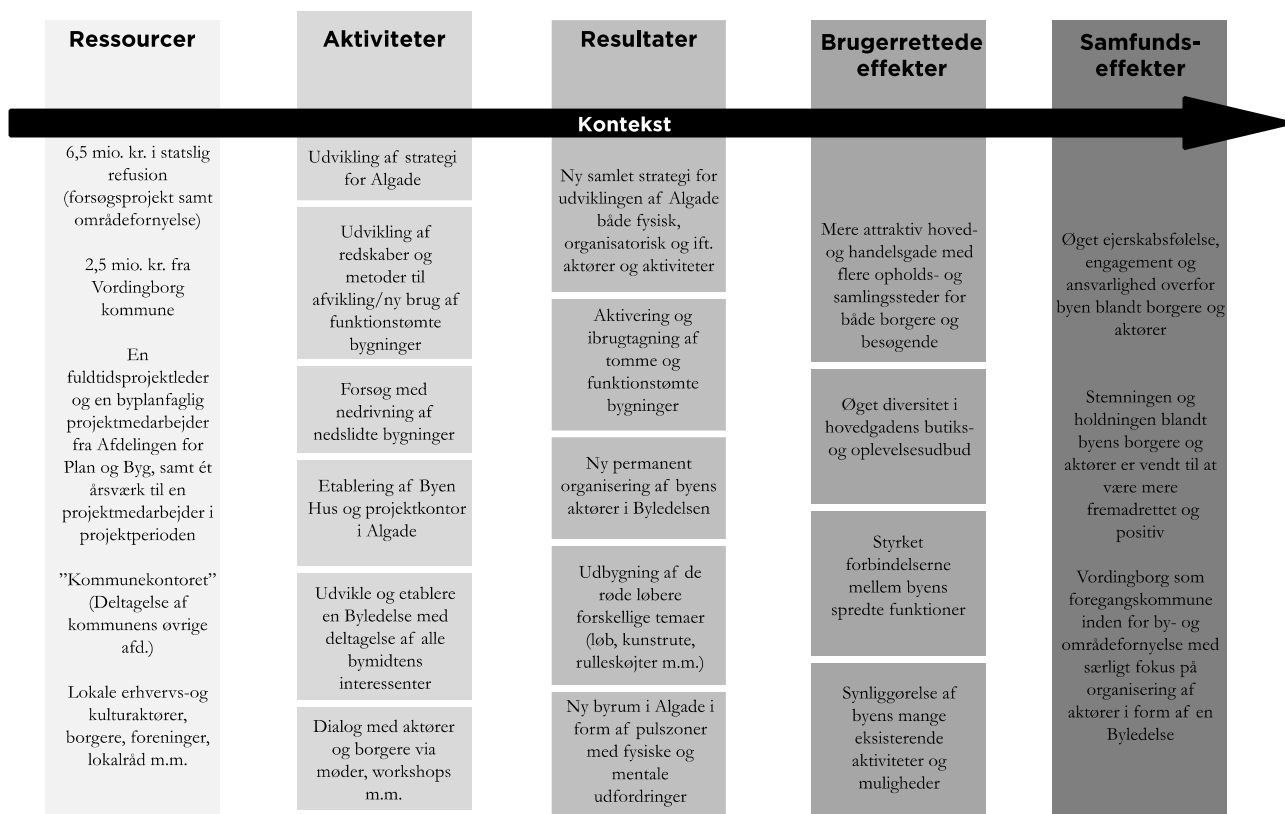 Ressourcer
6,5 mio. kr. i statslig
refusion
(forsøgsprojekt samt
områdefornyelse)
2,5 mio. kr. fra
Vordingborg
kommune
En
fuldtidsprojektleder
og en byplanfaglig
projektmedarbejder
fra Afdelingen for
Plan og Byg, samt ét
årsværk til en
projektmedarbejder i
projektperioden
”Kommunekontoret”
(Deltagelse af
kommunens øvrige
afd.)
Lokale erhvervs-og
kulturaktører,
borgere, foreninger,
lokalråd m.m.
Aktiviteter
Udvikling af strategi
for Algade
Udvikling af
redskaber og
metoder til
afvikling/ny brug af
funktionstømte
bygninger
Forsøg med
nedrivning af
nedslidte bygninger
Etablering af Byen
Hus og projektkontor
i Algade
Udvikle og etablere
en Byledelse med
deltagelse af alle
bymidtens
interessenter
Dialog med aktører
og borgere via
møder, workshops
m.m.
Resultater
Kontekst
Ny samlet strategi for
udviklingen af Algade
både fysisk,
organisatorisk og ift.
aktører og aktiviteter
Aktivering og
ibrugtagning af
tomme og
funktionstømte
bygninger
Ny permanent
organisering af byens
aktører i Byledelsen
Udbygning af de
røde løbere
forskellige temaer
(løb, kunstrute,
rulleskøjter m.m.)
Ny byrum i Algade i
form af pulszoner
med fysiske og
mentale
udfordringer
Brugerrettede
effekter
Mere attraktiv hoved-
og handelsgade med
flere opholds- og
samlingssteder for
både borgere og
besøgende
Øget diversitet i
hovedgadens butiks-
og oplevelsesudbud
Styrket
forbindelserne
mellem byens
spredte funktioner
Synliggørelse af
byens mange
eksisterende
aktiviteter og
muligheder
Samfunds-
effekter
Øget ejerskabsfølelse,
engagement og
ansvarlighed overfor
byen blandt borgere og
aktører
Stemningen og
holdningen blandt
byens borgere og
aktører er vendt til at
være mere
fremadrettet og
positiv
Vordingborg som
foregangskommune
inden for by- og
områdefornyelse med
særligt fokus på
organisering af
aktører i form af en
Byledelse